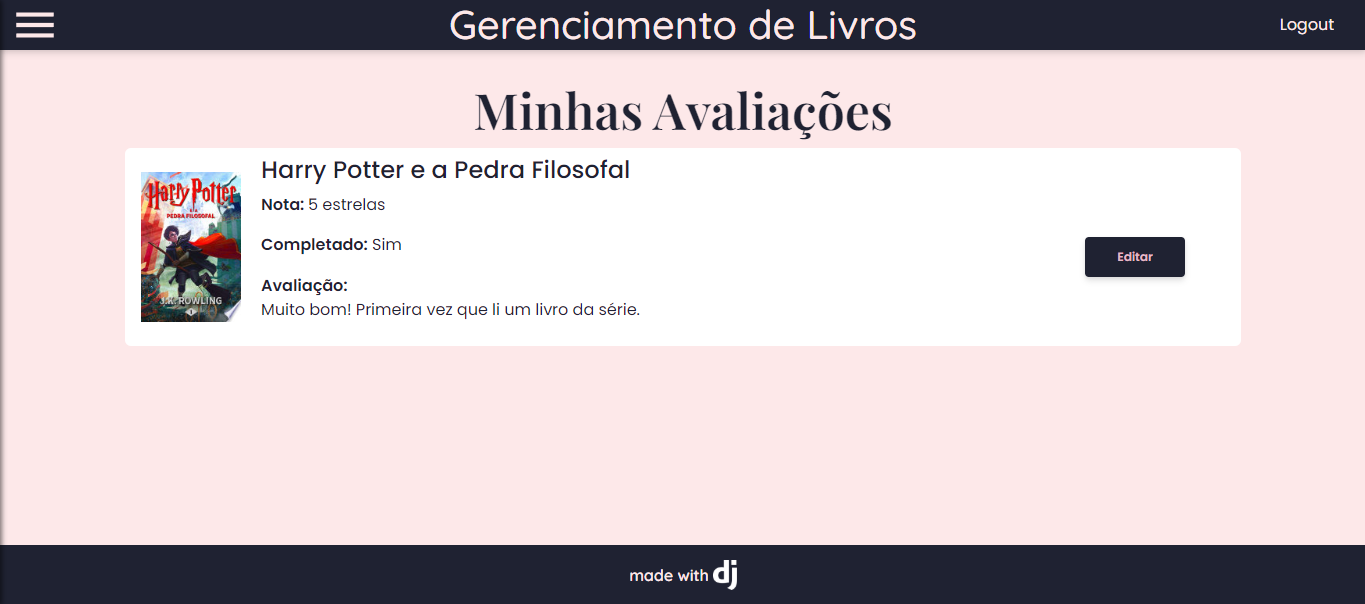 Gerenciamento de Livros
Logout
Minhas Avaliações
Harry Potter
E A
PEDRA FILOSOFAL
J.K. ROWLING
1
Harry Potter e a Pedra Filosofal
Nota: 5 estrelas
Completado: Sim
Avaliação:
Muito bom! Primeira vez que li um livro da série.
Editar
made with dj